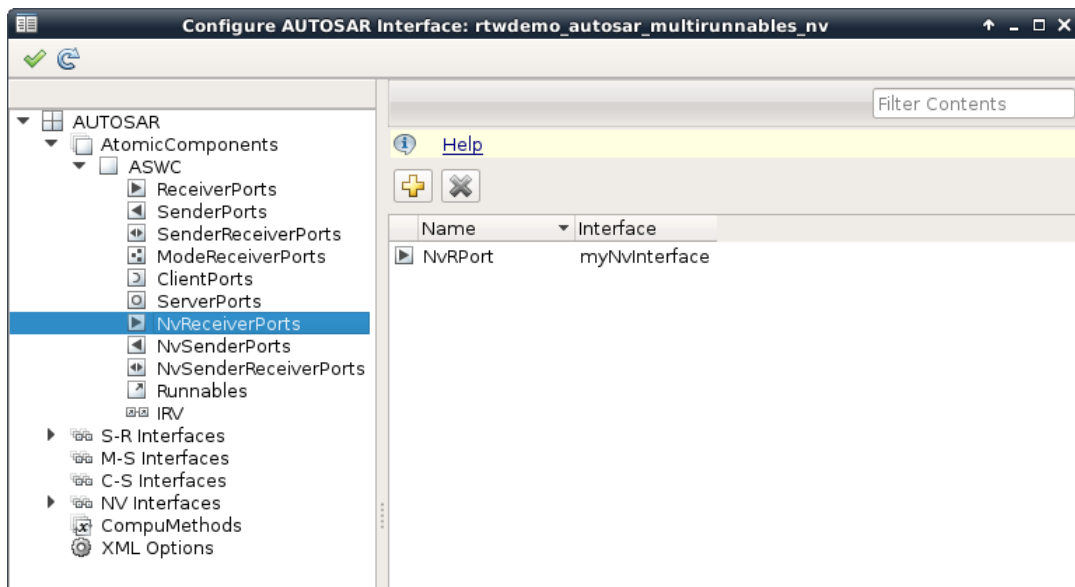 Configure AUTOSAR Interface: rtwdemo_autosar_multirunnables_nv
Filter Contents
AUTOSAR
AtomicComponents
ASWC
ReceiverPorts
SenderPorts
SenderReceiverPorts
ModeReceiverPorts
ClientPorts
ServerPorts
NvReceiverPorts
NvSenderPorts
NvSenderReceiverPorts
Runnables
IRV
S-R Interfaces
M-S Interfaces
C-S Interfaces
NV Interfaces
CompuMethods
XML Options
Help
Name Interface
NvRPort myNvInterface